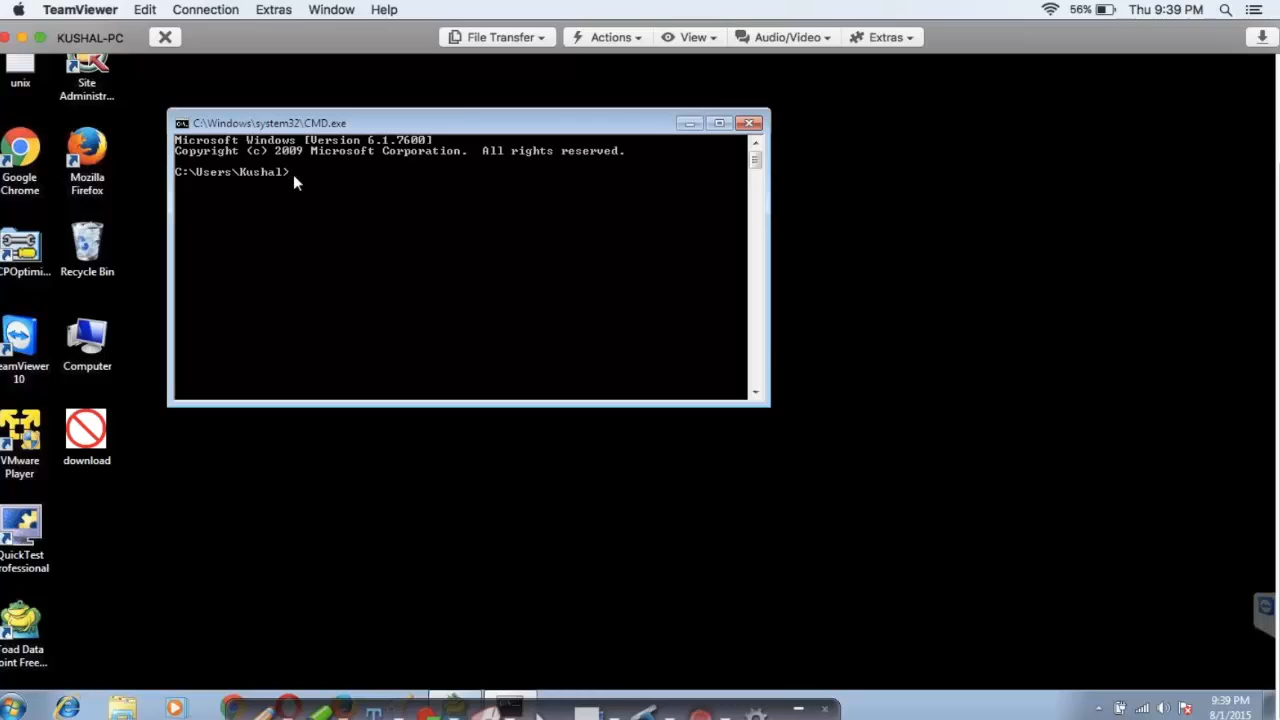 TeamViewer Edit Connection Extras Window Help 56% Thu 9:39 PM
KUSHAL-PC File Transfer Actions View Audio/Video Extras
unix
Site
Administr...
C:\Windows\system32\CMD.exe
Microsoft Windows [Version 6.1.7600]
Copyright (c) 2009 Microsoft Corporation. All rights reserved.
C:\Users\Kushal>
Google
Chrome
Mozilla
Firefox
CPOptimi...
Recycle Bin
eamViewer
10
Computer
VMware
Player
download
QuickTest
rofessional
Toad Data
Point Free...
9:39 PM
8/1/2015